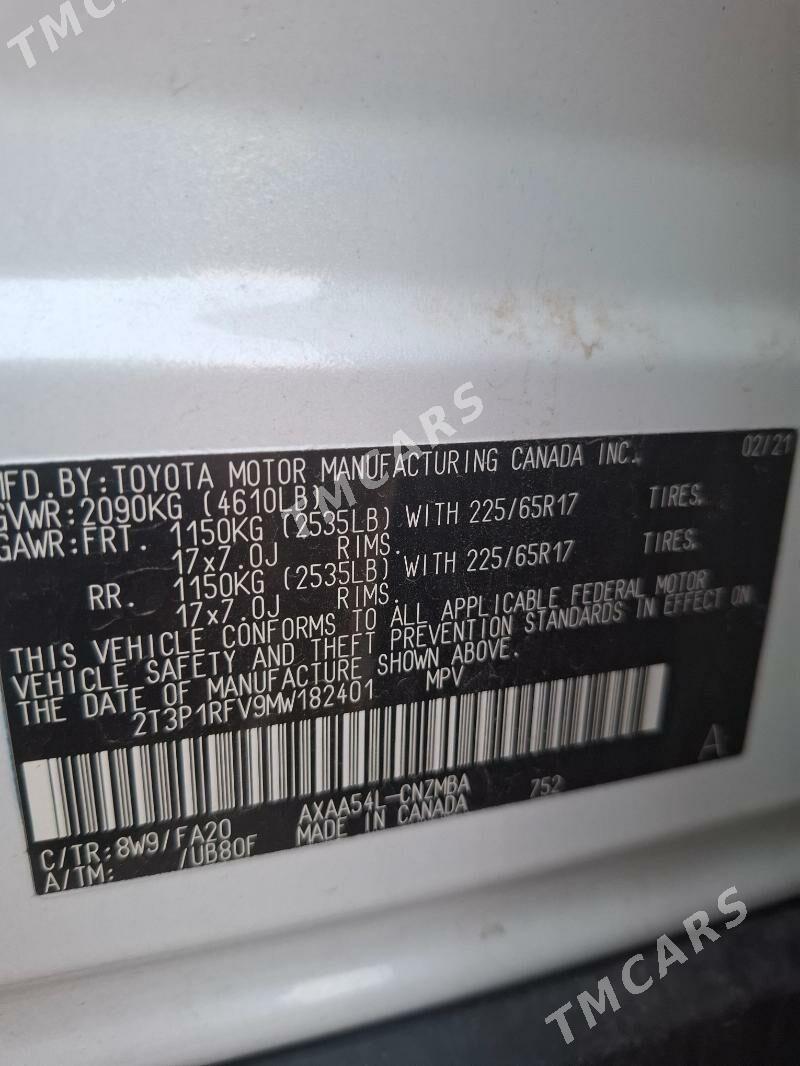 TMCARS
MFD. BY: TOYOTA MOTOR MANUFACTURING CANADA INC. 02/21
GVWR: 2090KG (4610LB)
GAWR: FRT. 1150KG (2535LB) WITH 225/65R17 TIRES.
17x7.0J RIMS.
RR. 1150KG (2535LB) WITH 225/65R17 TIRES.
17x7.0J RIMS.
THIS VEHICLE CONFORMS TO ALL APPLICABLE FEDERAL MOTOR
VEHICLE SAFETY AND THEFT PREVENTION STANDARDS IN EFFECT ON
THE DATE OF MANUFACTURE SHOWN ABOVE.
2T3P1RFV9MW182401 MPV
A
C/TR: 8W9/FA20 AXAA54L-CNZMBA 752
A/TM: /UB80F MADE IN CANADA
TMCARS
TMCARS